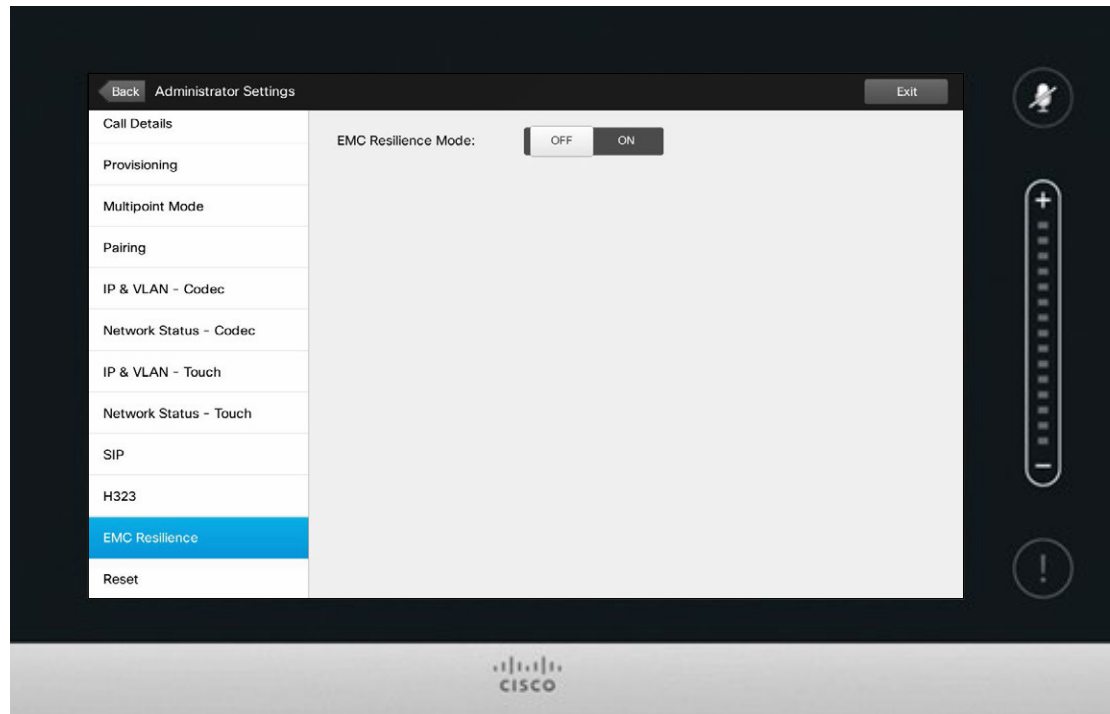 Back Administrator Settings Exit
Call Details
EMC Resilience Mode: OFF ON
Provisioning
Multipoint Mode
Pairing
IP & VLAN - Codec
Network Status - Codec
IP & VLAN - Touch
Network Status - Touch
SIP
H323
EMC Resilience
Reset
+
−
!
CISCO